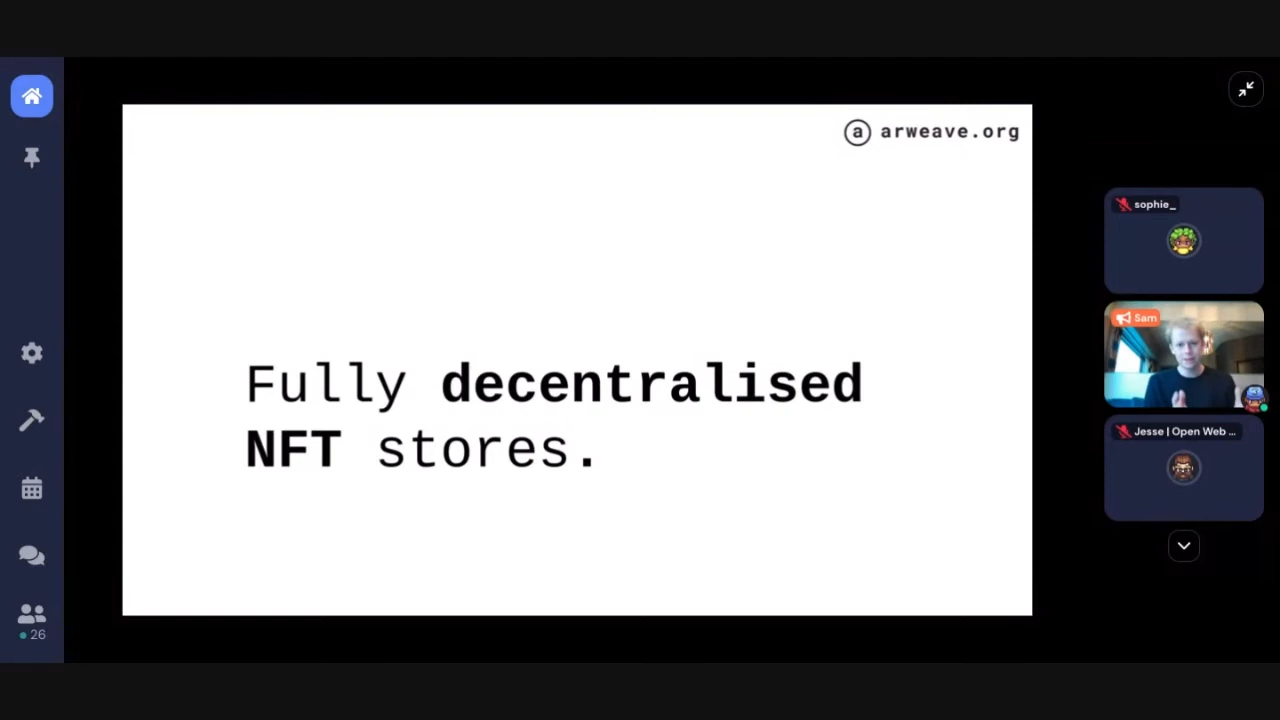 arweave.org
Fully decentralised
NFT stores.
sophie_
Sam
Jesse | Open Web ...
26